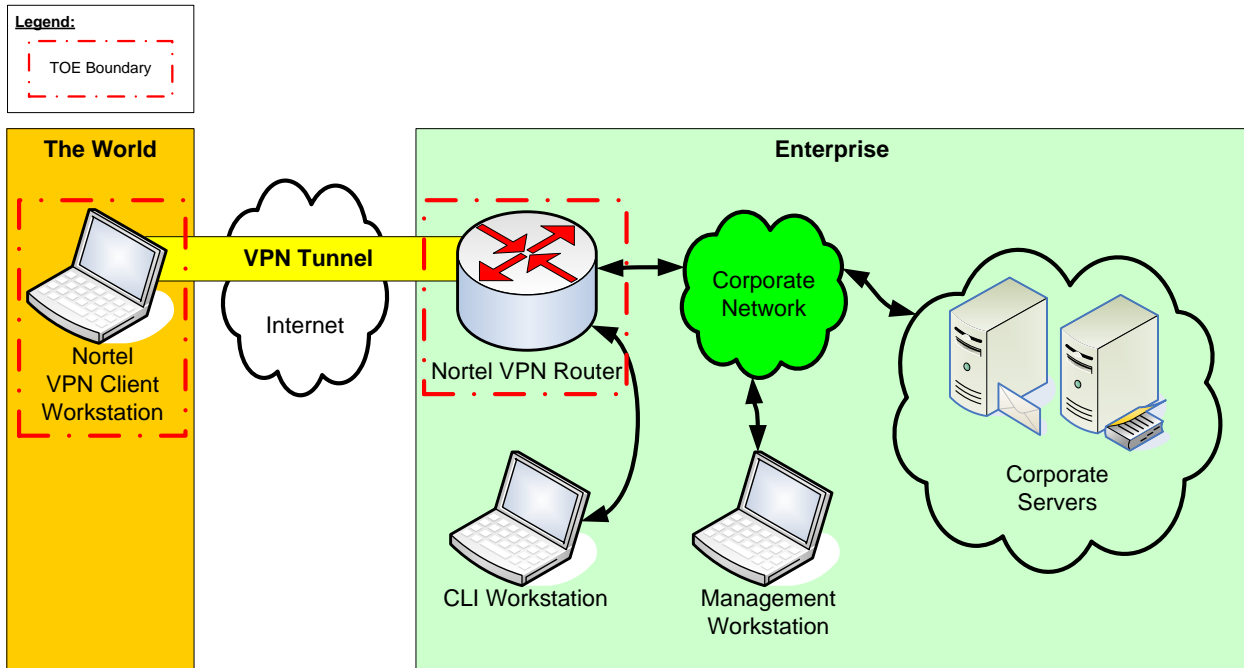 Legend:
TOE Boundary
The World
Enterprise
VPN Tunnel
Internet
Nortel
VPN Client
Workstation
Nortel VPN Router
Corporate
Network
Corporate
Servers
CLI Workstation
Management
Workstation